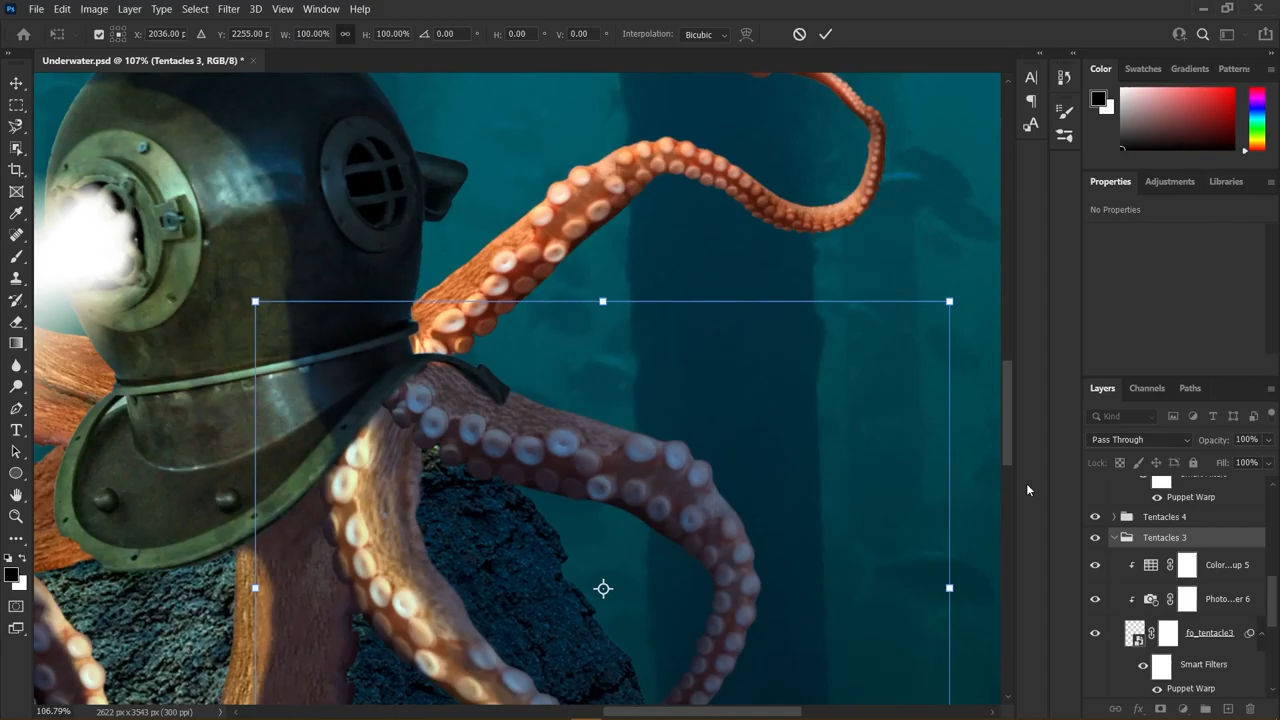 File Edit Image Layer Type Select Filter 3D View Window Help
X: 2036.00 p Y: 2255.00 p W: 100.00% H: 100.00% 0.00 ° H: 0.00 ° V: 0.00 ° Interpolation: Bicubic
Underwater.psd @ 107% (Tentacles 3, RGB/8) *
Color Swatches Gradients Patterns
Properties Adjustments Libraries
No Properties
Layers Channels Paths
Kind
Pass Through Opacity: 100%
Lock: Fill: 100%
Puppet Warp
Tentacles 4
Tentacles 3
Color...up 5
Photo...er 6
fo_tentacle3
Smart Filters
Puppet Warp
106.79% 2622 px x 3543 px (300 ppi)